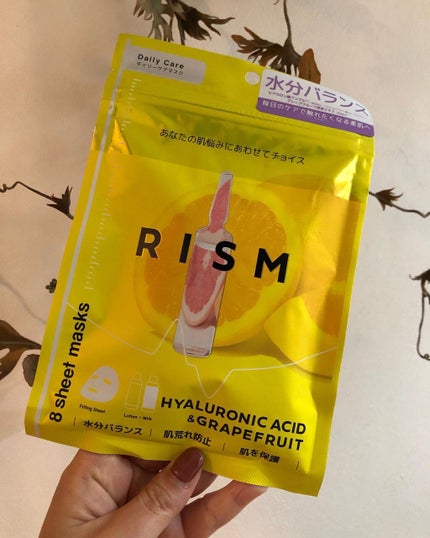 Daily Care
デイリーケアマスク
水分バランス
毎日のケアで触れたくなる素肌へ
あなたの肌悩みにあわせてチョイス
RISM
8 sheet masks
Fitting Sheet
Lotion + Milk
HYALURONIC ACID
&GRAPEFRUIT
水分バランス | 肌荒れ防止 | 肌を保護